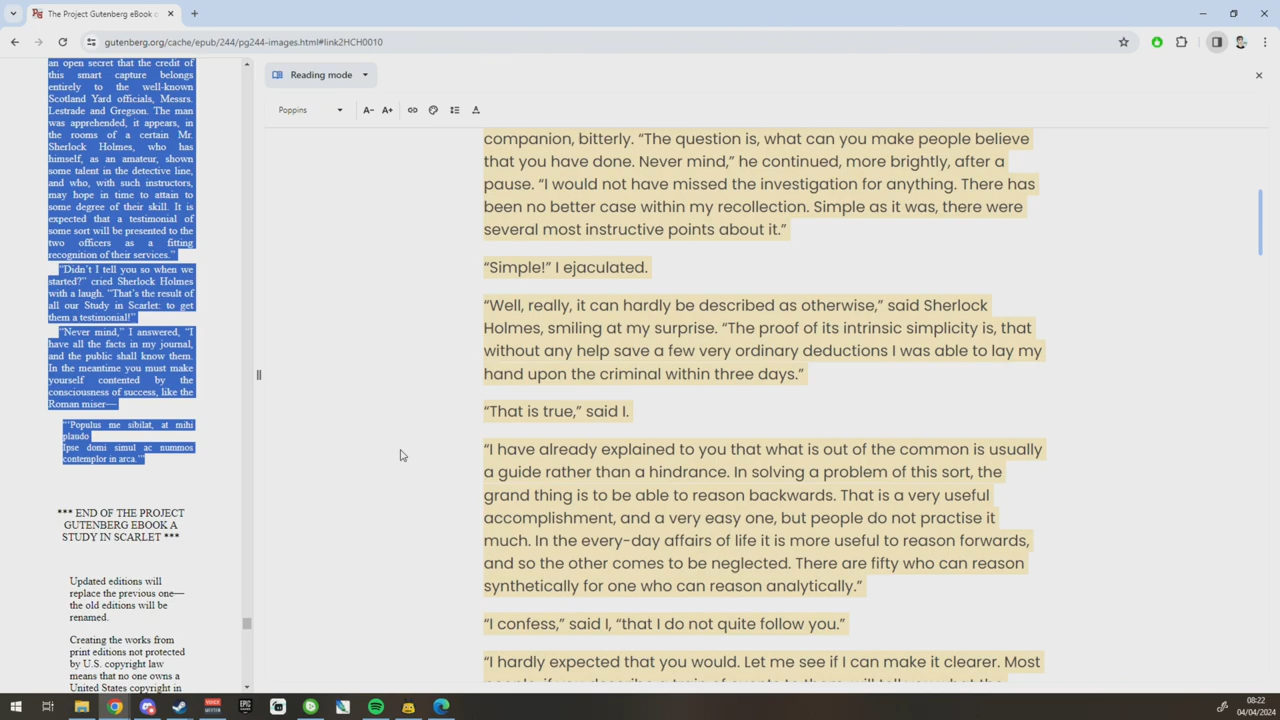 The Project Gutenberg eBook o
gutenberg.org/cache/epub/244/pg244-images.html#link2HCH0010
an open secret that the credit of
this smart capture belongs
entirely to the well-known
Scotland Yard officials, Messrs.
Lestrade and Gregson. The man
was apprehended, it appears, in
the rooms of a certain Mr.
Sherlock Holmes, who has
himself, as an amateur, shown
some talent in the detective line,
and who, with such instructors,
may hope in time to attain to
some degree of their skill. It is
expected that a testimonial of
some sort will be presented to the
two officers as a fitting
recognition of their services.”
“Didn’t I tell you so when we
started?” cried Sherlock Holmes
with a laugh. “That’s the result of
all our Study in Scarlet: to get
them a testimonial!”
“Never mind,” I answered, “I
have all the facts in my journal,
and the public shall know them.
In the meantime you must make
yourself contented by the
consciousness of success, like the
Roman miser—
“‘Populus me sibilat, at mihi
plaudo
Ipse domi simul ac nummos
contemplor in arca.’”
*** END OF THE PROJECT
GUTENBERG EBOOK A
STUDY IN SCARLET ***
Updated editions will
replace the previous one—
the old editions will be
renamed.
Creating the works from
print editions not protected
by U.S. copyright law
means that no one owns a
United States copyright in
Reading mode
Poppins
A-
A+
companion, bitterly. “The question is, what can you make people believe
that you have done. Never mind,” he continued, more brightly, after a
pause. “I would not have missed the investigation for anything. There has
been no better case within my recollection. Simple as it was, there were
several most instructive points about it.”
“Simple!” I ejaculated.
“Well, really, it can hardly be described as otherwise,” said Sherlock
Holmes, smiling at my surprise. “The proof of its intrinsic simplicity is, that
without any help save a few very ordinary deductions I was able to lay my
hand upon the criminal within three days.”
“That is true,” said I.
“I have already explained to you that what is out of the common is usually
a guide rather than a hindrance. In solving a problem of this sort, the
grand thing is to be able to reason backwards. That is a very useful
accomplishment, and a very easy one, but people do not practise it
much. In the every-day affairs of life it is more useful to reason forwards,
and so the other comes to be neglected. There are fifty who can reason
synthetically for one who can reason analytically.”
“I confess,” said I, “that I do not quite follow you.”
“I hardly expected that you would. Let me see if I can make it clearer. Most
08:22
04/04/2024